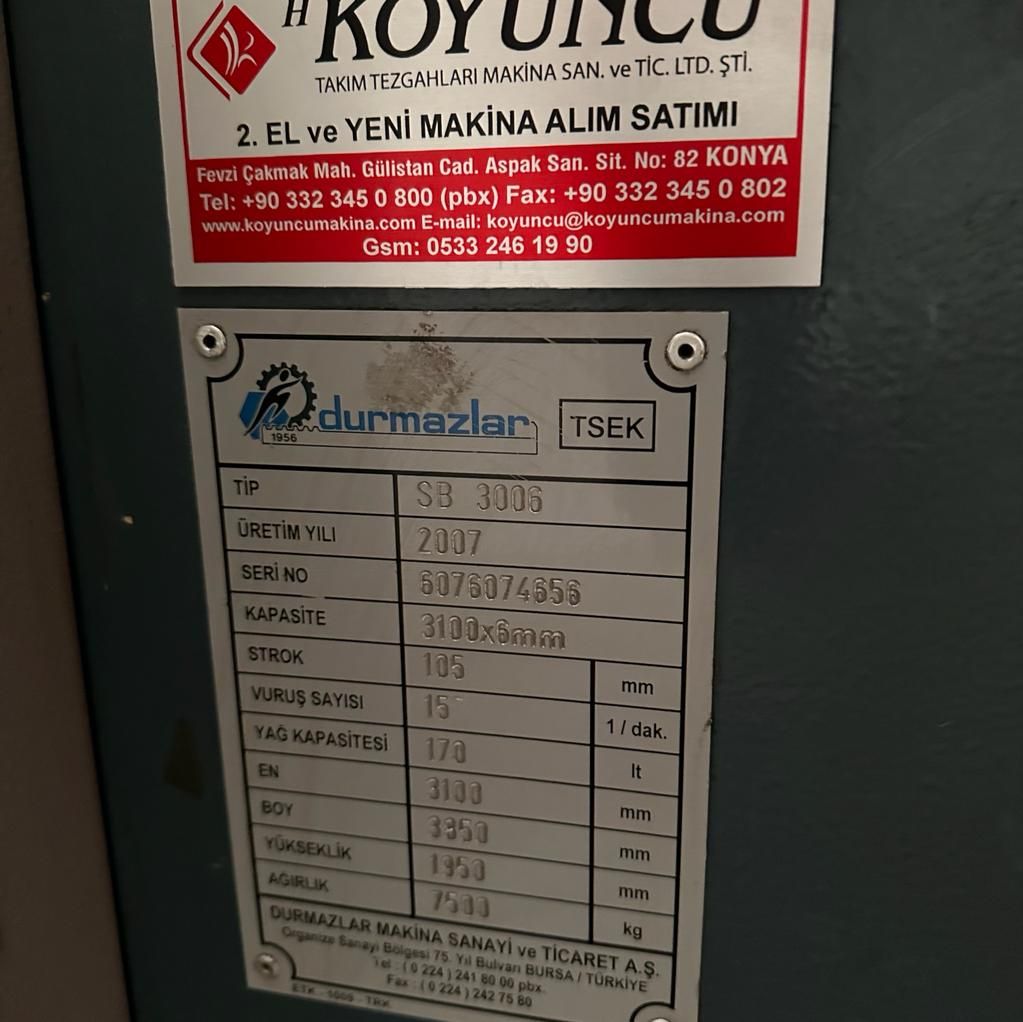 H KOYUNCU
TAKIM TEZGAHLARI MAKİNA SAN. ve TİC. LTD. ŞTİ.
2. EL ve YENİ MAKİNA ALIM SATIMI
Fevzi Çakmak Mah. Gülistan Cad. Aspak San. Sit. No: 82 KONYA
Tel: +90 332 345 0 800 (pbx) Fax: +90 332 345 0 802
www.koyuncumakina.com E-mail: koyuncu@koyuncumakina.com
Gsm: 0533 246 19 90
durmazlar TSEK
1956
TİP SB 3006
ÜRETİM YILI 2007
SERİ NO 6076074656
KAPASİTE 3100x6mm
STROK 105 mm
VURUŞ SAYISI 15 1 / dak.
YAĞ KAPASİTESİ 170 lt
EN 3100 mm
BOY 3850 mm
YÜKSEKLİK 1950 mm
AĞIRLIK 7500 kg
DURMAZLAR MAKİNA SANAYİ ve TİCARET A.Ş.
Organize Sanayi Bölgesi 75. Yıl Bulvarı BURSA / TÜRKİYE
Tel : ( 0 224 ) 241 80 00 pbx.
Fax : ( 0 224 ) 242 75 80